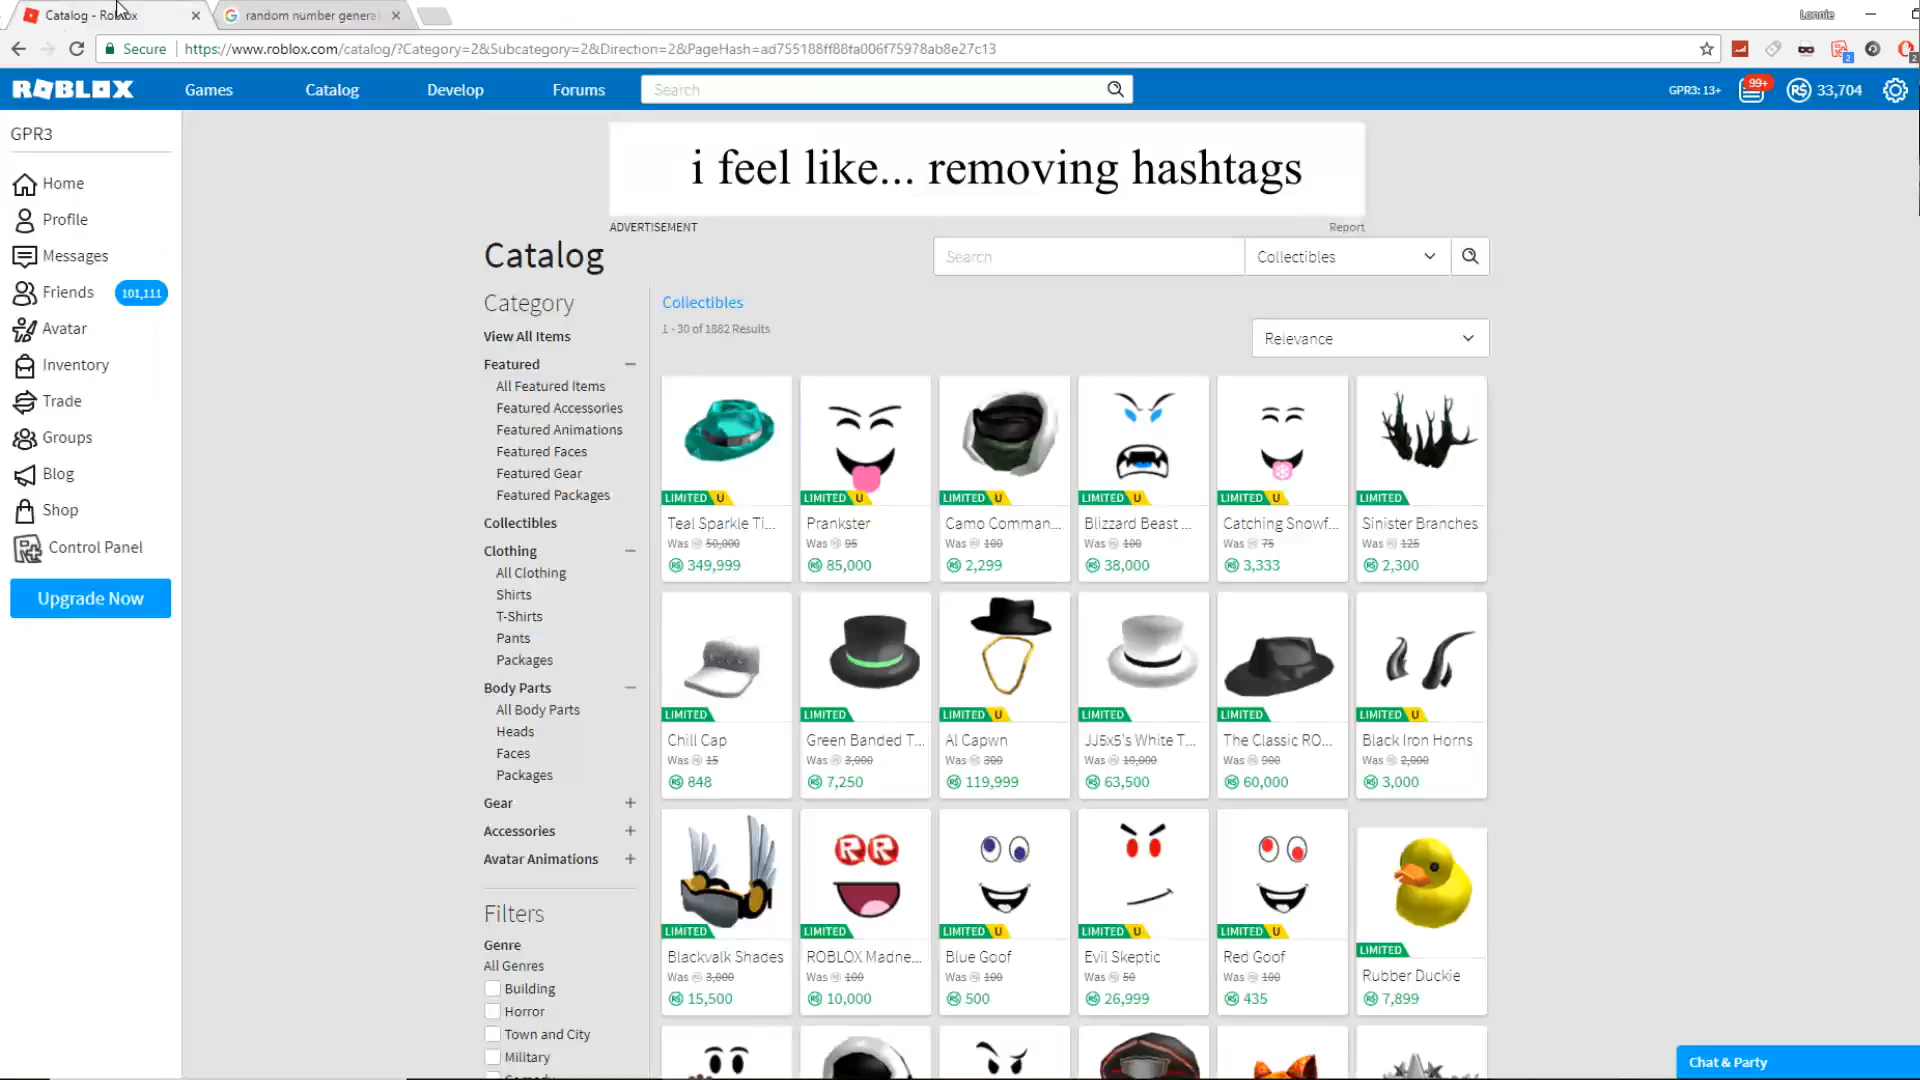 Catalog - Roblox
random number genera
Lonnie
Secure
https://www.roblox.com/catalog/?Category=2&Subcategory=2&Direction=2&PageHash=ad755188ff88fa006f75978ab8e27c13
2
2
ROBLOX
Games
Catalog
Develop
Forums
Search
GPR3: 13+
99+
R$ 33,704
GPR3
Home
Profile
Messages
Friends
101,111
Avatar
Inventory
Trade
Groups
Blog
Shop
Control Panel
Upgrade Now
i feel like... removing hashtags
ADVERTISEMENT
Report
Catalog
Search
Collectibles
Category
View All Items
Featured
All Featured Items
Featured Accessories
Featured Animations
Featured Faces
Featured Gear
Featured Packages
Collectibles
Clothing
All Clothing
Shirts
T-Shirts
Pants
Packages
Body Parts
All Body Parts
Heads
Faces
Packages
Gear
Accessories
Avatar Animations
Filters
Genre
All Genres
Building
Horror
Town and City
Military
Collectibles
1 - 30 of 1882 Results
Relevance
LIMITED U
Teal Sparkle Ti...
Was R$ 50,000
R$ 349,999
LIMITED U
Prankster
Was R$ 95
R$ 85,000
LIMITED U
Camo Comman...
Was R$ 100
R$ 2,299
LIMITED U
Blizzard Beast ...
Was R$ 100
R$ 38,000
LIMITED U
Catching Snowf...
Was R$ 75
R$ 3,333
LIMITED
Sinister Branches
Was R$ 125
R$ 2,300
LIMITED
Chill Cap
Was R$ 15
R$ 848
LIMITED
Green Banded T...
Was R$ 3,000
R$ 7,250
LIMITED U
Al Capwn
Was R$ 300
R$ 119,999
LIMITED
JJ5x5's White T...
Was R$ 10,000
R$ 63,500
LIMITED
The Classic RO...
Was R$ 900
R$ 60,000
LIMITED U
Black Iron Horns
Was R$ 2,000
R$ 3,000
LIMITED
Blackvalk Shades
Was R$ 3,000
R$ 15,500
R R
LIMITED
ROBLOX Madne...
Was R$ 100
R$ 10,000
LIMITED U
Blue Goof
Was R$ 100
R$ 500
LIMITED U
Evil Skeptic
Was R$ 50
R$ 26,999
LIMITED U
Red Goof
Was R$ 100
R$ 435
LIMITED
Rubber Duckie
R$ 7,899
Chat & Party